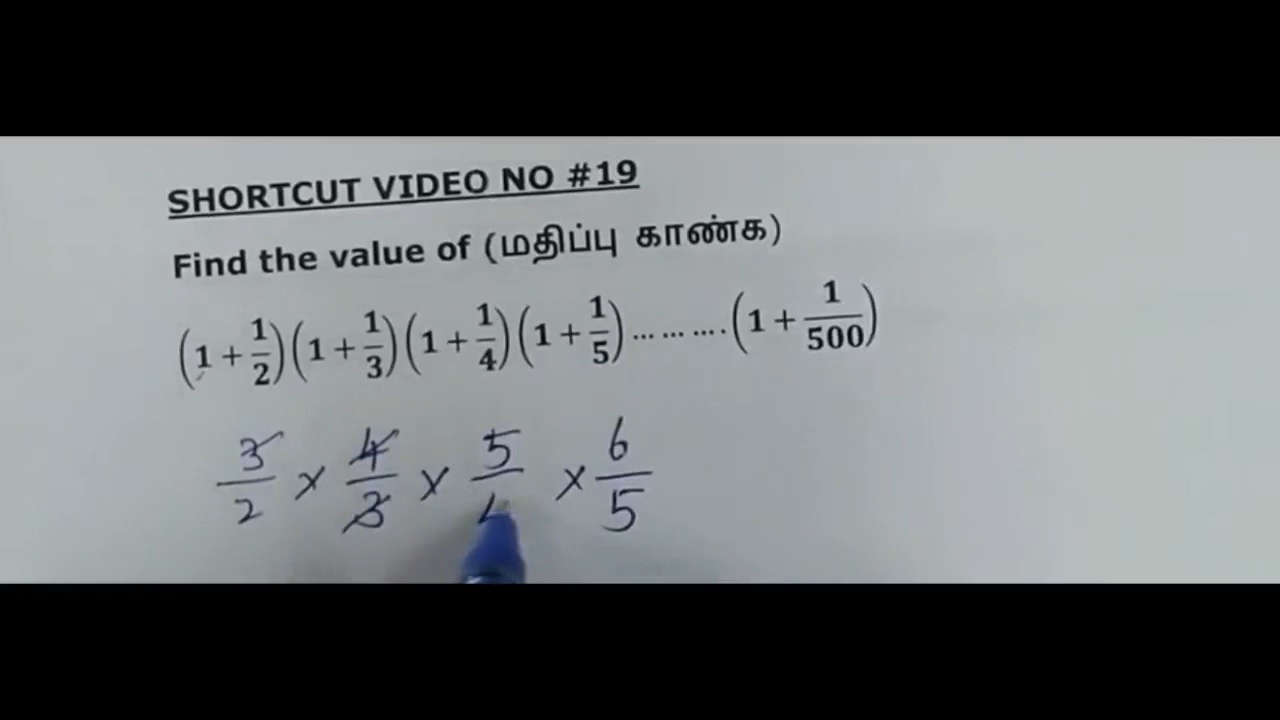 SHORTCUT VIDEO NO #19
Find the value of (மதிப்பு காண்க)
(1 + 1/2)(1 + 1/3)(1 + 1/4)(1 + 1/5) ... ... ... . (1 + 1/500)
3/2 × 4/3 × 5/4 × 6/5